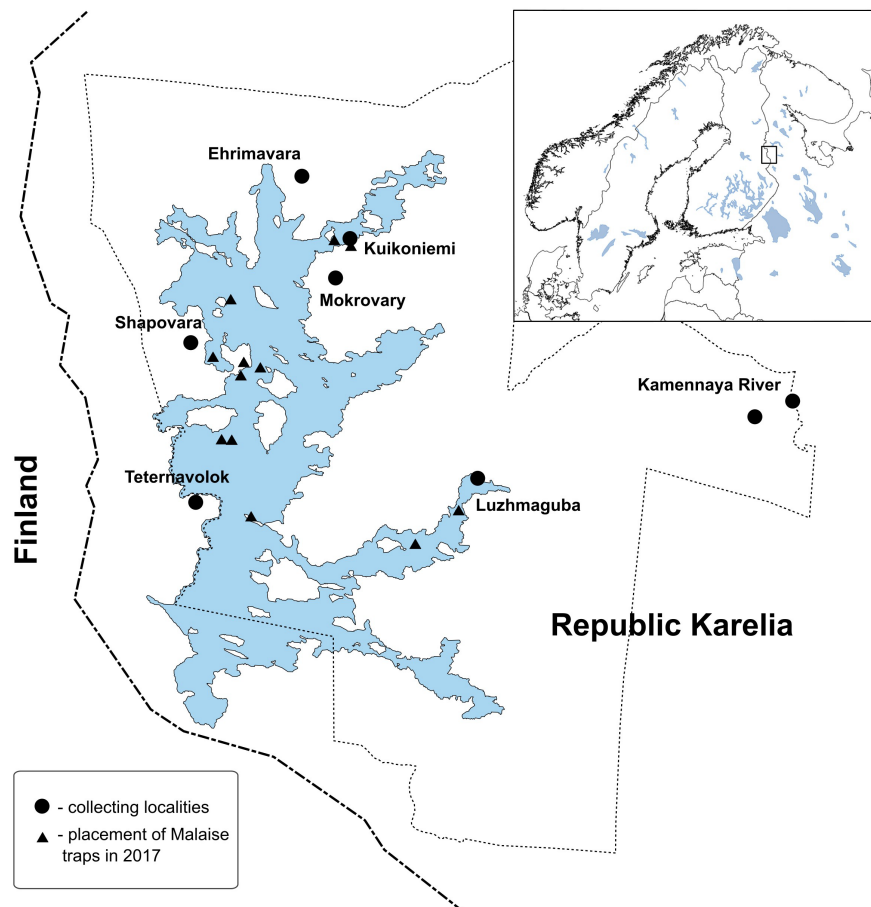 Ehrimavara
Kuikoniemi
Mokrovary
Shapovara
Kamennaya River
Teternavolok
Luzhmaguba
Finland
Republic Karelia
- collecting localities
- placement of Malaise
traps in 2017